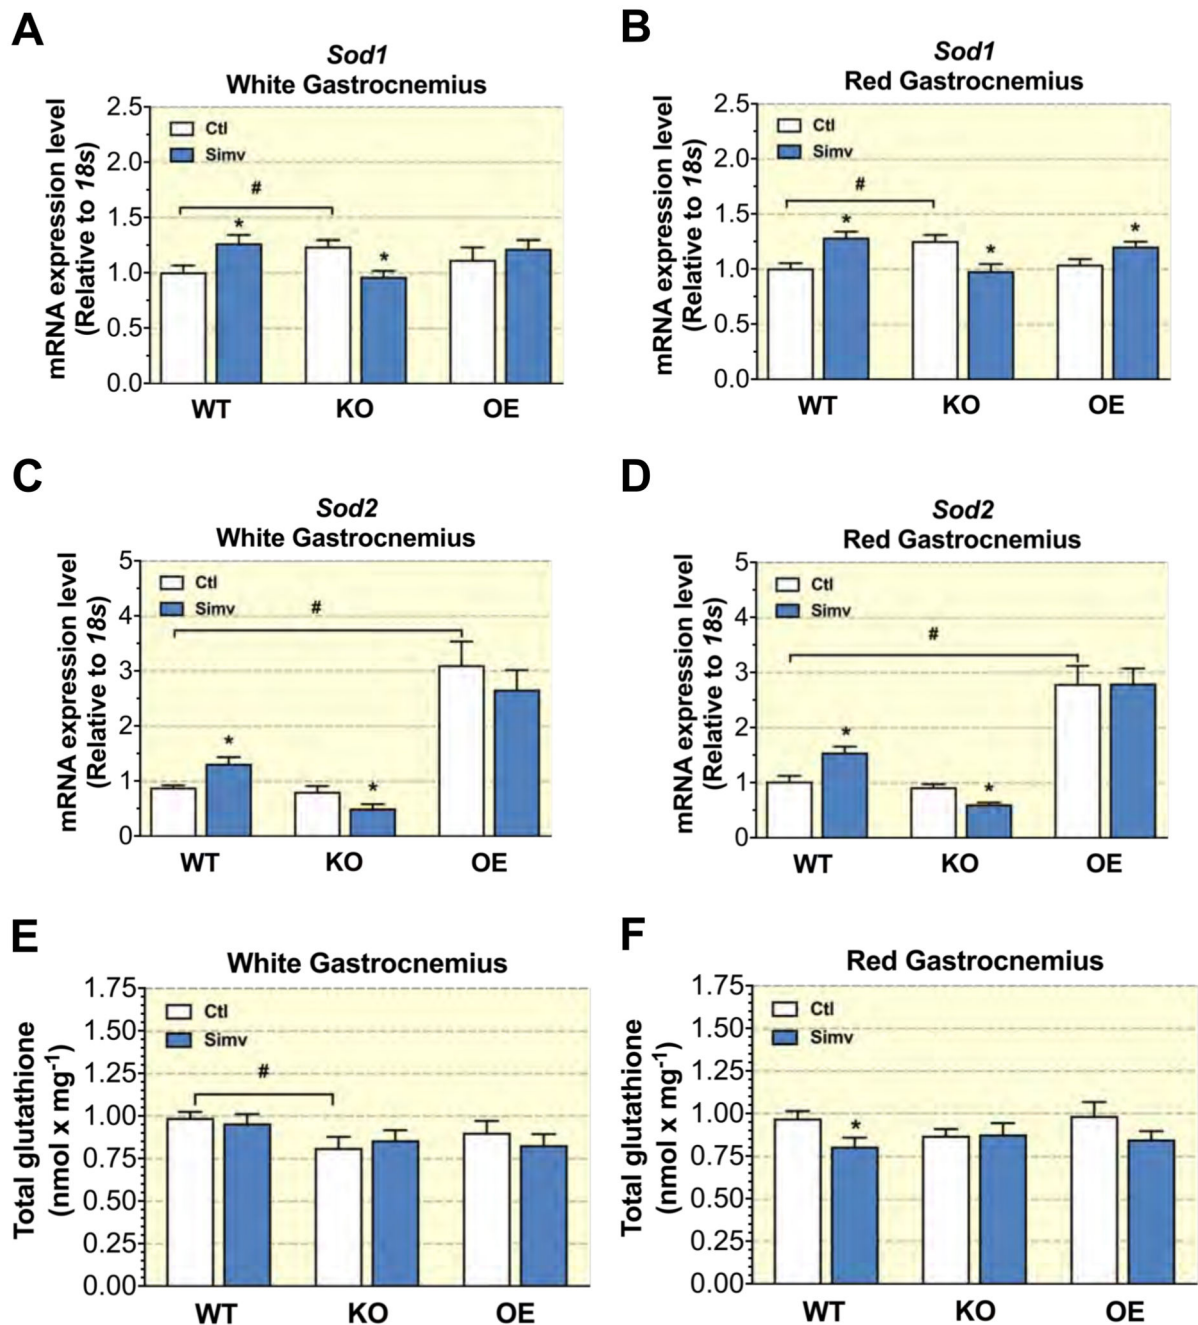 A
Sod1
White Gastrocnemius
mRNA expression level
(Relative to 18s)
2.5
2.0
1.5
1.0
0.5
0.0
Ctl
Simv
#
*
*
WT KO OE
B
Sod1
Red Gastrocnemius
mRNA expression level
(Relative to 18s)
2.5
2.0
1.5
1.0
0.5
0.0
Ctl
Simv
#
*
*
*
WT KO OE
C
Sod2
White Gastrocnemius
mRNA expression level
(Relative to 18s)
5
4
3
2
1
0
Ctl
Simv
#
*
*
WT KO OE
D
Sod2
Red Gastrocnemius
mRNA expression level
(Relative to 18s)
5
4
3
2
1
0
Ctl
Simv
#
*
*
WT KO OE
E
White Gastrocnemius
Total glutathione
(nmol x mg-1)
1.75
1.50
1.25
1.00
0.75
0.50
0.25
0.00
Ctl
Simv
#
WT KO OE
F
Red Gastrocnemius
Total glutathione
(nmol x mg-1)
1.75
1.50
1.25
1.00
0.75
0.50
0.25
0.00
Ctl
Simv
*
WT KO OE